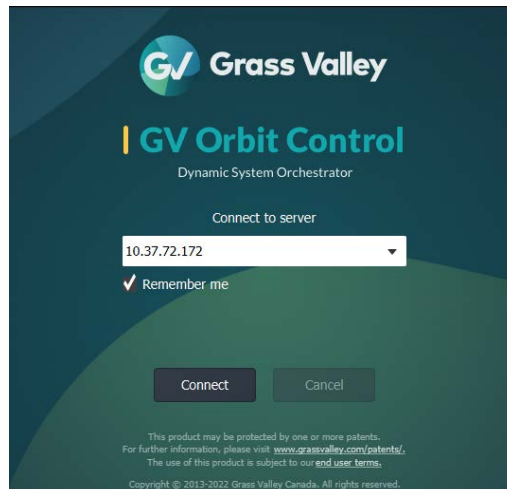 GV Grass Valley
GV Orbit Control
Dynamic System Orchestrator
Connect to server
10.37.72.172
Remember me
Connect Cancel
This product may be protected by one or more patents.
For further information, please visit www.grassvalley.com/patents/.
The use of this product is subject to our end user terms.
Copyright © 2013-2022 Grass Valley Canada. All rights reserved.